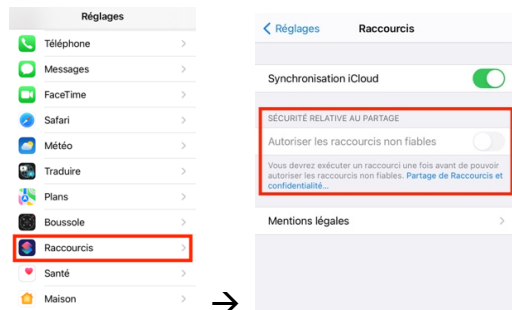 Réglages
Téléphone
Messages
FaceTime
Safari
Météo
Traduire
Plans
Boussole
Raccourcis
Santé
Maison
→
Réglages
Raccourcis
Synchronisation iCloud
SÉCURITÉ RELATIVE AU PARTAGE
Autoriser les raccourcis non fiables
Vous devrez exécuter un raccourci une fois avant de pouvoir
autoriser les raccourcis non fiables. Partage de Raccourcis et
confidentialité...
Mentions légales